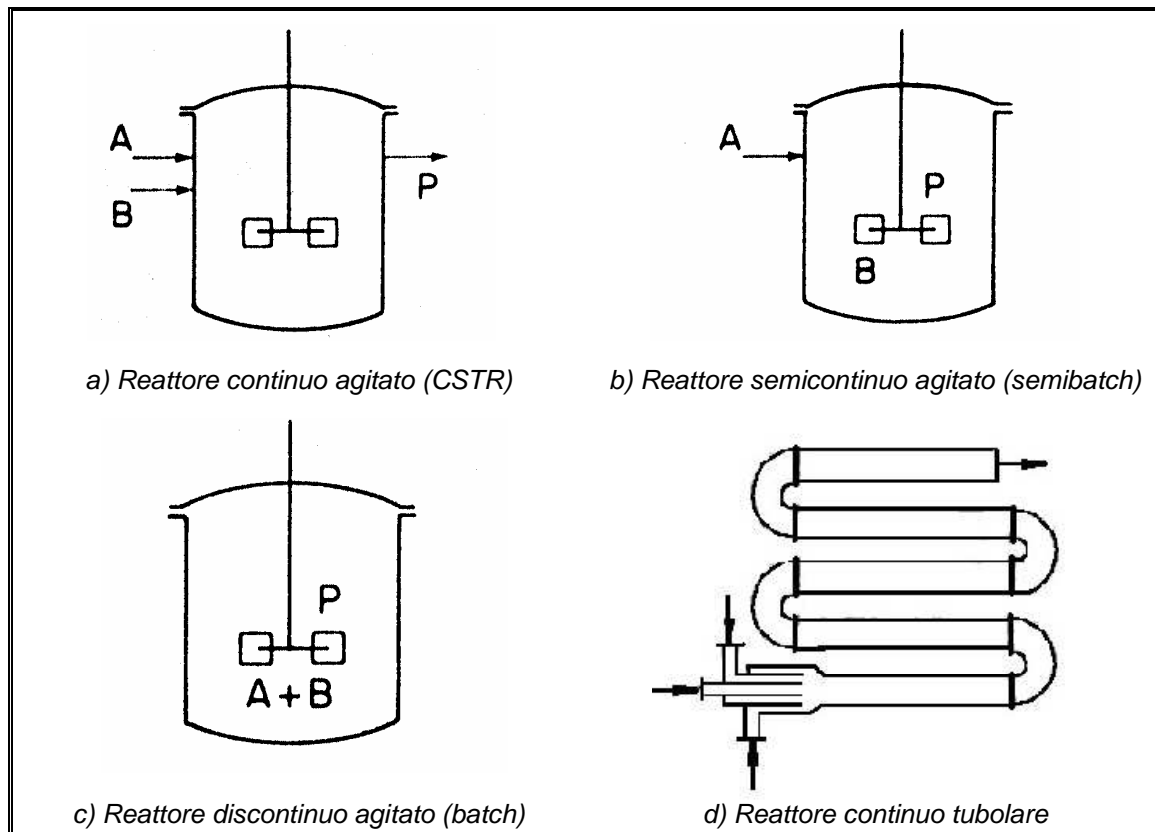 A
B
P
a) Reattore continuo agitato (CSTR)
A
P
B
b) Reattore semicontinuo agitato (semibatch)
P
A + B
c) Reattore discontinuo agitato (batch)
d) Reattore continuo tubolare